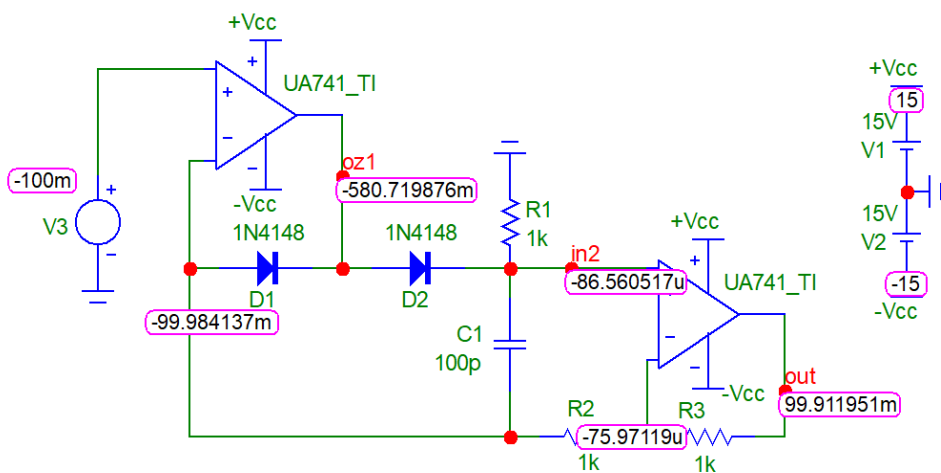 +Vcc
UA741_TI
+
−
-Vcc
-100m
+
−
V3
oz1
-580.719876m
1N4148
D1
1N4148
D2
-99.984137m
R1
1k
C1
100p
in2
-86.560517u
+Vcc
+
−
UA741_TI
-Vcc
out
99.911951m
R2
1k
-75.97119u
R3
1k
+Vcc
15
15V
V1
15V
V2
-15
-Vcc